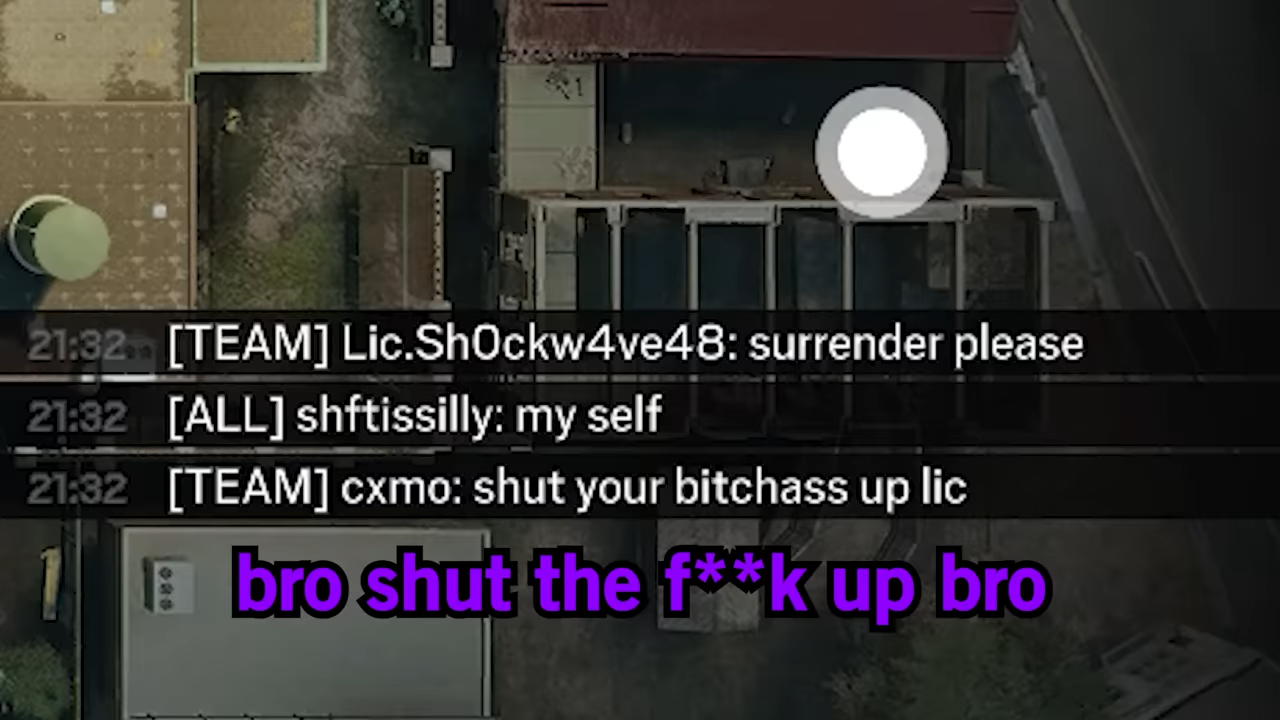 21:32 [TEAM] Lic.Sh0ckw4ve48: surrender please
21:32 [ALL] shftissilly: my self
21:32 [TEAM] cxmo: shut your bitchass up lic
bro shut the f**k up bro